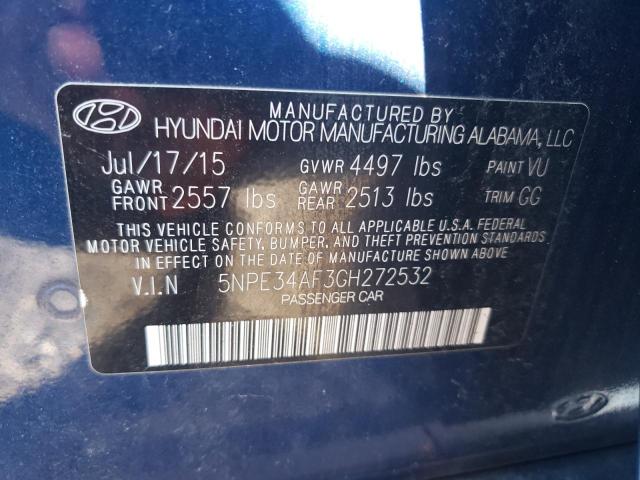 MANUFACTURED BY
HYUNDAI MOTOR MANUFACTURING ALABAMA, LLC
Jul/17/15 GVWR 4497 lbs PAINT VU
GAWR FRONT 2557 lbs GAWR REAR 2513 lbs TRIM GG
THIS VEHICLE CONFORMS TO ALL APPLICABLE U.S.A. FEDERAL
MOTOR VEHICLE SAFETY, BUMPER, AND THEFT PREVENTION STANDARDS
IN EFFECT ON THE DATE OF MANUFACTURE SHOWN ABOVE
V.I.N 5NPE34AF3GH272532
PASSENGER CAR